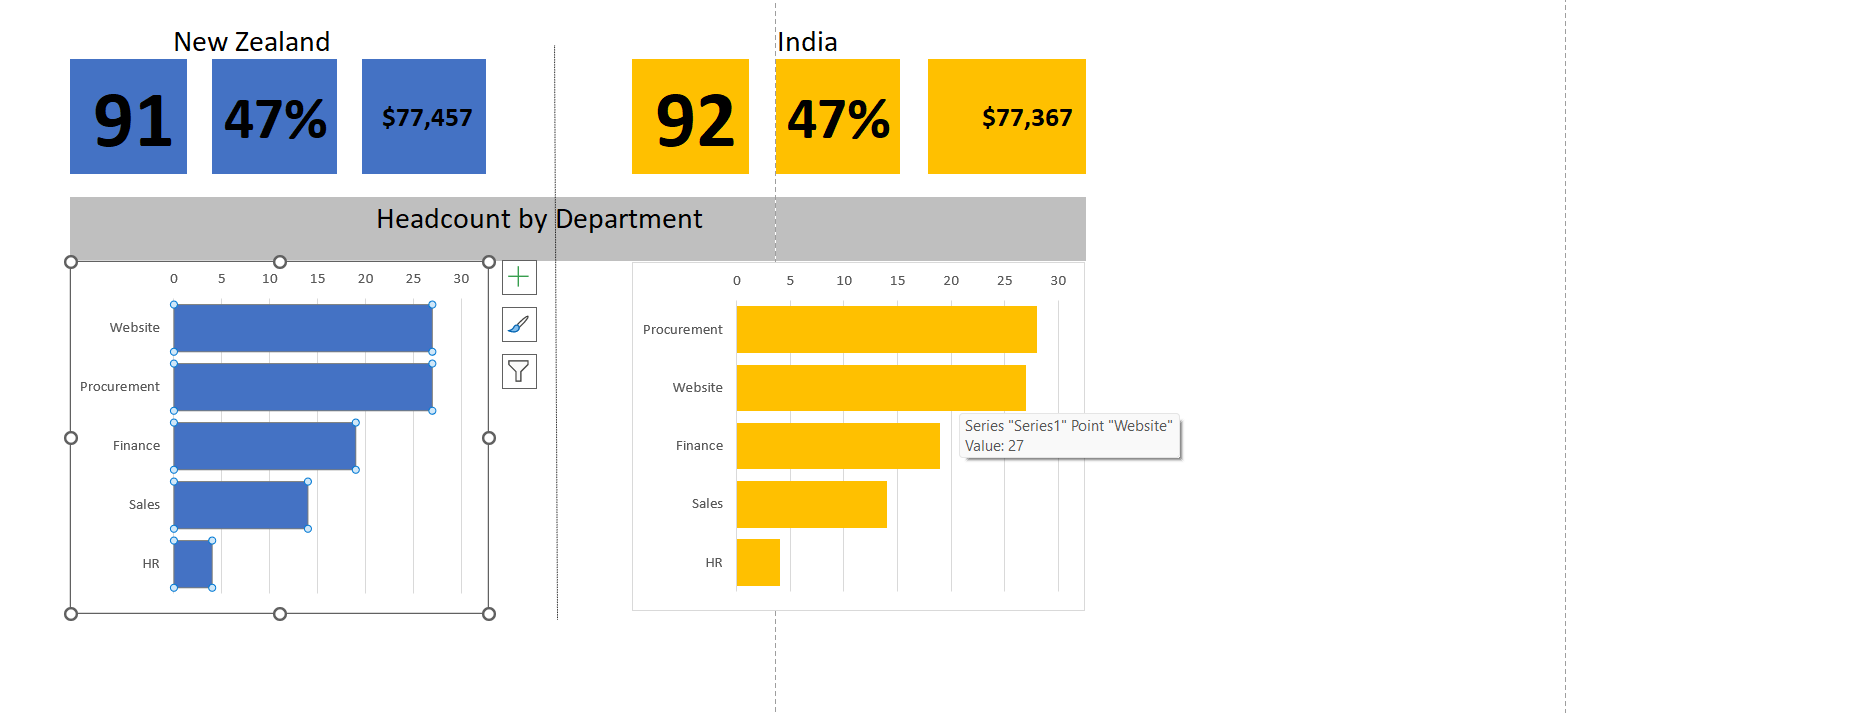 New Zealand
India
91
47%
$77,457
92
47%
$77,367
Headcount by Department
0 5 10 15 20 25 30
Website
Procurement
Finance
Sales
HR
0 5 10 15 20 25 30
Procurement
Website
Finance
Sales
HR
Series "Series1" Point "Website"
Value: 27